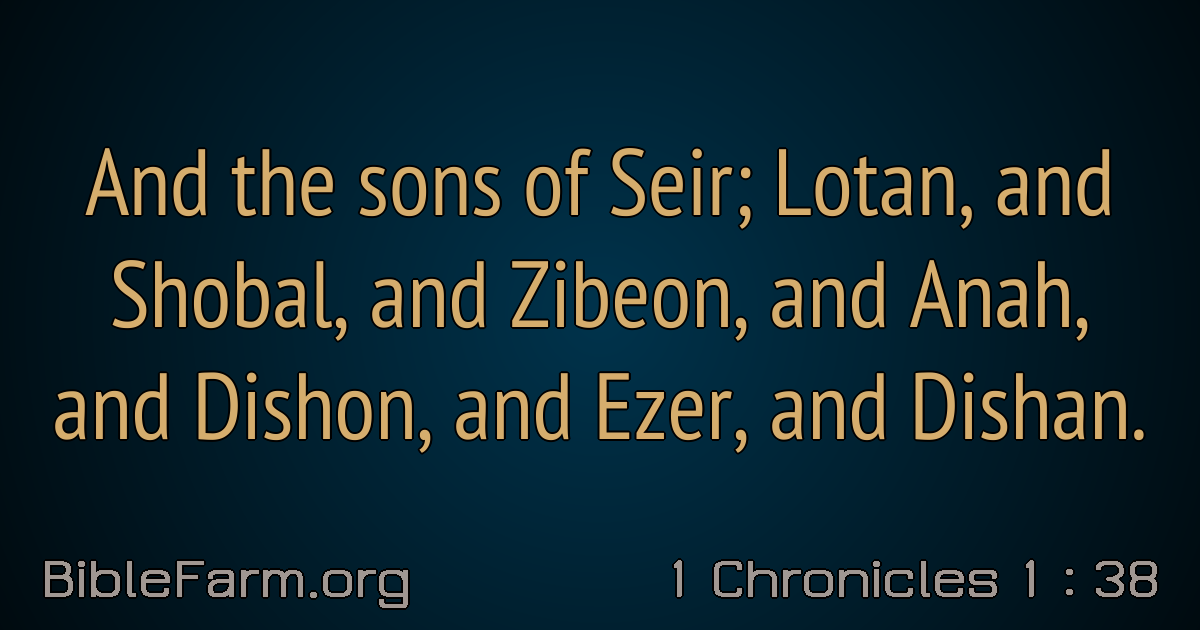 And the sons of Seir; Lotan, and
Shobal, and Zibeon, and Anah,
and Dishon, and Ezer, and Dishan.
BibleFarm.org
1 Chronicles 1 : 38